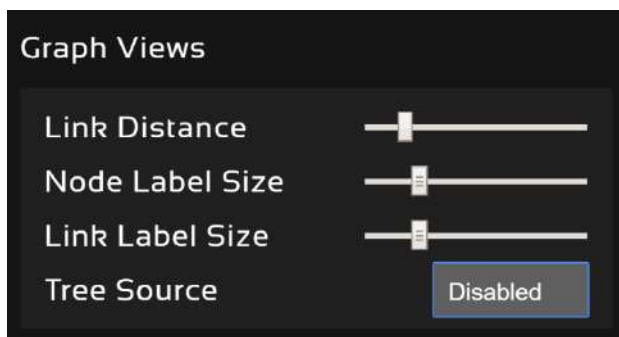 Graph Views
Link Distance
Node Label Size
Link Label Size
Tree Source Disabled